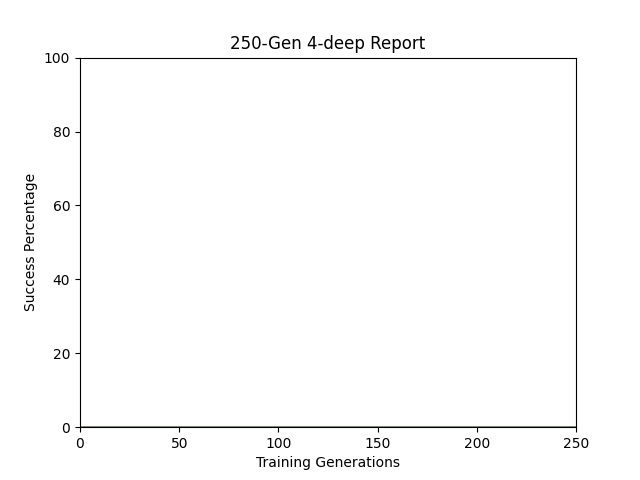 250-Gen 4-deep Report
100
80
60
40
20
0
Success Percentage
0 50 100 150 200 250
Training Generations